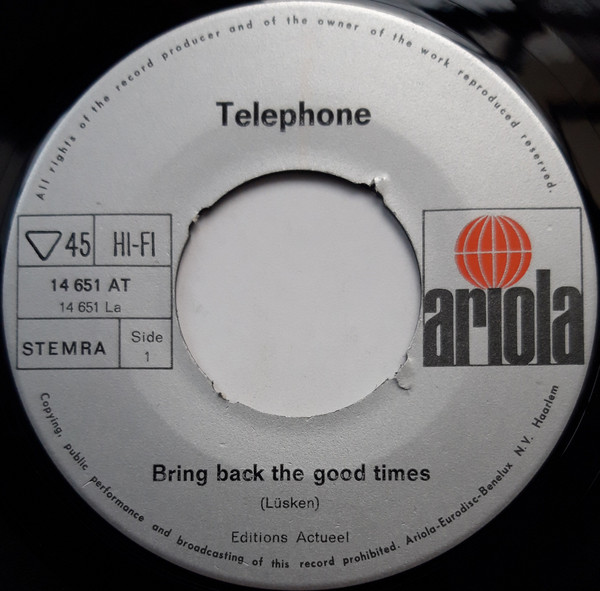 All rights of the record producer and of the owner of the work reproduced reserved.
Telephone
45 HI-FI
14 651 AT
14 651 La
STEMRA
Side
1
ariola
Bring back the good times
(Lüsken)
Editions Actueel
Copying, public performance and broadcasting of this record prohibited. Ariola-Eurodisc-Benelux N.V. Haarlem